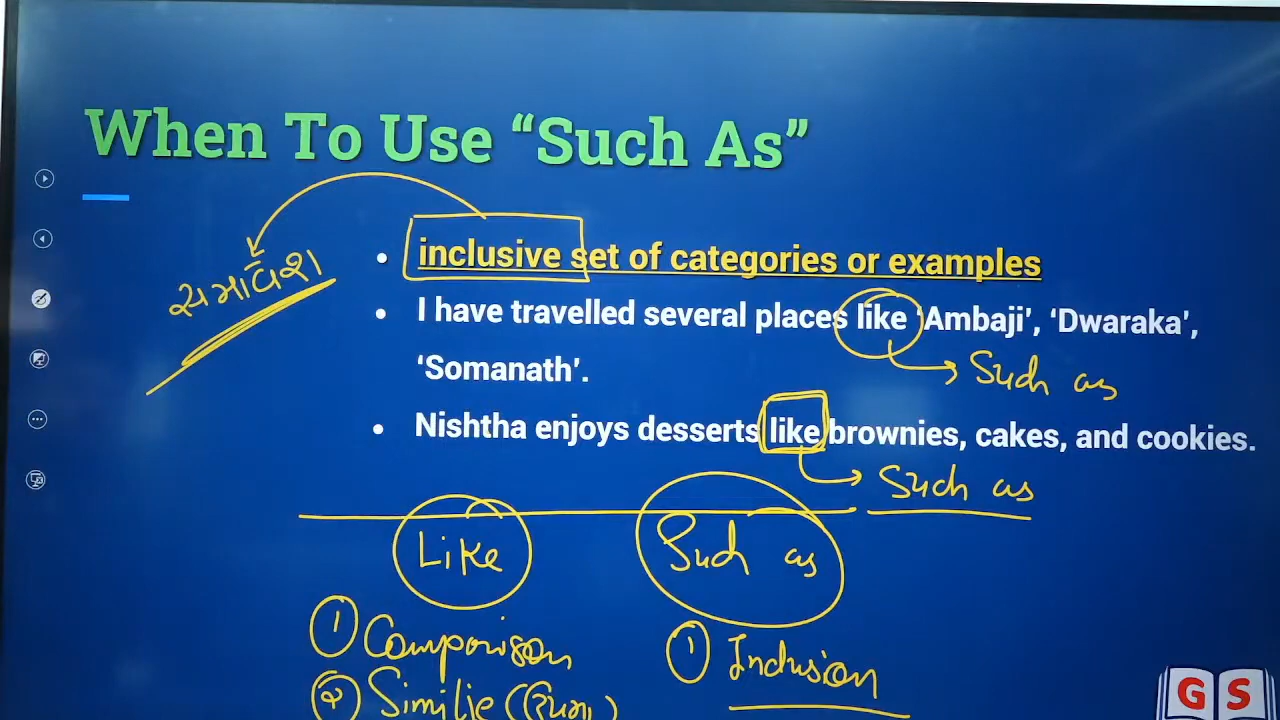 When To Use “Such As”
inclusive set of categories or examples
સમાવેશ
I have travelled several places like ‘Ambaji’, ‘Dwaraka’,
‘Somanath’.
Such as
Nishtha enjoys desserts like brownies, cakes, and cookies.
Such as
Like Such as
① Comparison ① Inclusion
② Similie (
GS